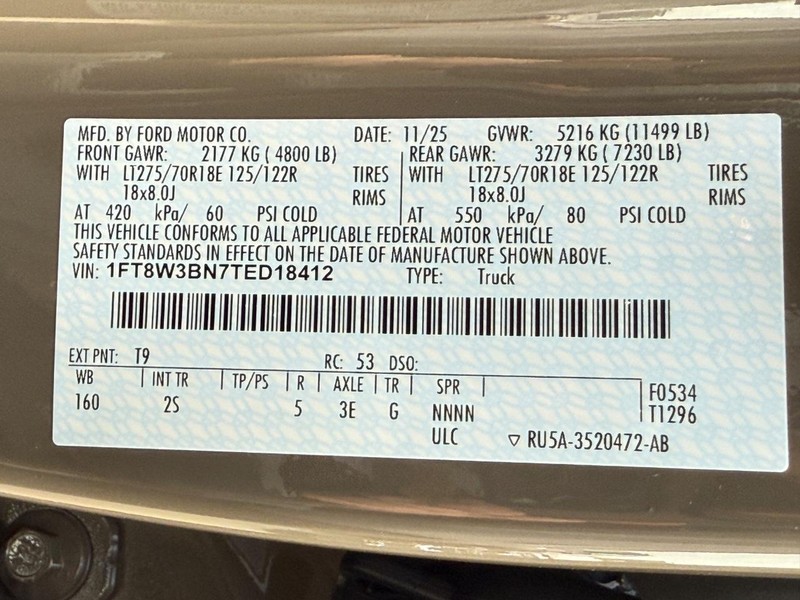 MFD. BY FORD MOTOR CO. DATE: 11/25 GVWR: 5216 KG (11499 LB)
FRONT GAWR: 2177 KG ( 4800 LB) REAR GAWR: 3279 KG ( 7230 LB)
WITH LT275/70R18E 125/122R TIRES WITH LT275/70R18E 125/122R TIRES
18x8.0J RIMS 18x8.0J RIMS
AT 420 kPa/ 60 PSI COLD AT 550 kPa/ 80 PSI COLD
THIS VEHICLE CONFORMS TO ALL APPLICABLE FEDERAL MOTOR VEHICLE
SAFETY STANDARDS IN EFFECT ON THE DATE OF MANUFACTURE SHOWN ABOVE.
VIN: 1FT8W3BN7TED18412 TYPE: Truck
EXT PNT: T9 RC: 53 DSO:
WB INT TR TP/PS R AXLE TR SPR F0534
160 2S 5 3E G NNNN T1296
ULC RU5A-3520472-AB